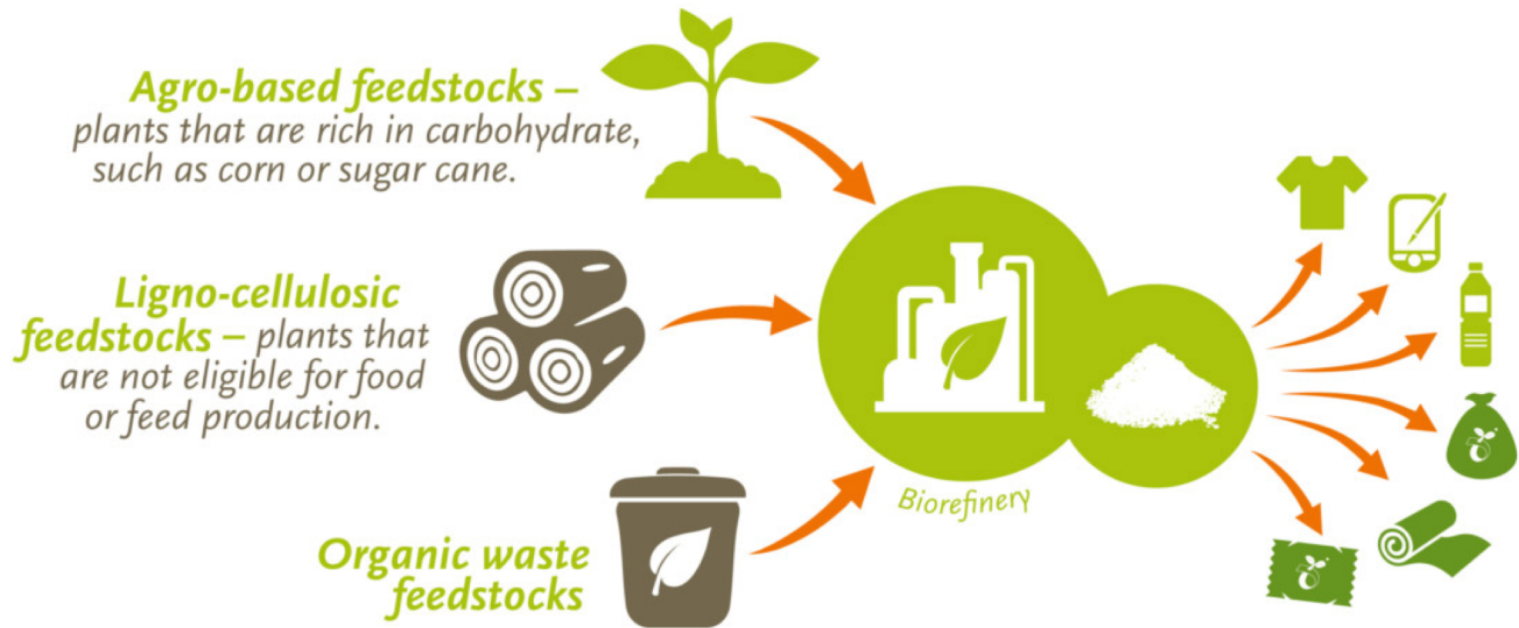 Agro-based feedstocks –
plants that are rich in carbohydrate,
such as corn or sugar cane.
Ligno-cellulosic
feedstocks – plants that
are not eligible for food
or feed production.
Organic waste
feedstocks
Biorefinery